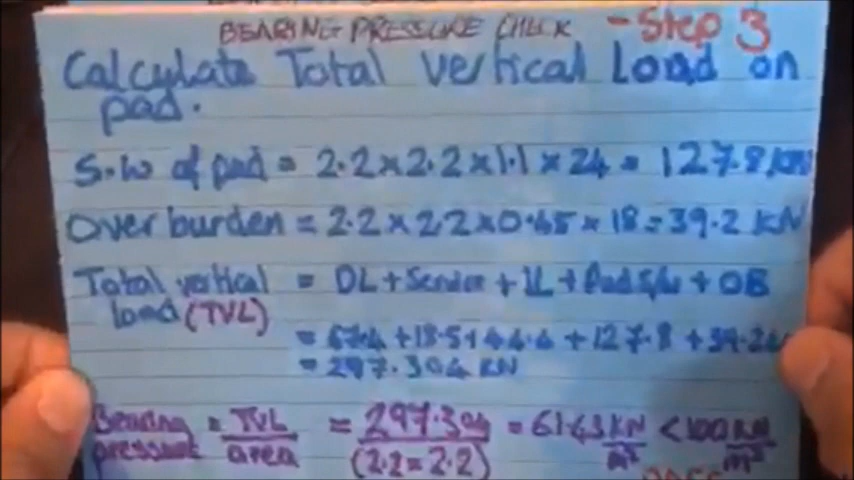 BEARING PRESSURE CHECK - Step 3
Calculate Total vertical Load on
pad.
S.W of pad = 2.2 x 2.2 x 1.1 x 24 = 127.8 KN
Over burden = 2.2 x 2.2 x 0.45 x 18 = 39.2 KN
Total vertical = DL + Service + IL + Pad S/w + OB
load (TVL)
= 67.4 + 18.5 + 44.4 + 127.8 + 39.2
= 297.304 KN
Bearing pressure = TVL/area = 297.304/(2.2 = 2.2) = 61.43 KN/m² < 100 KN/m²